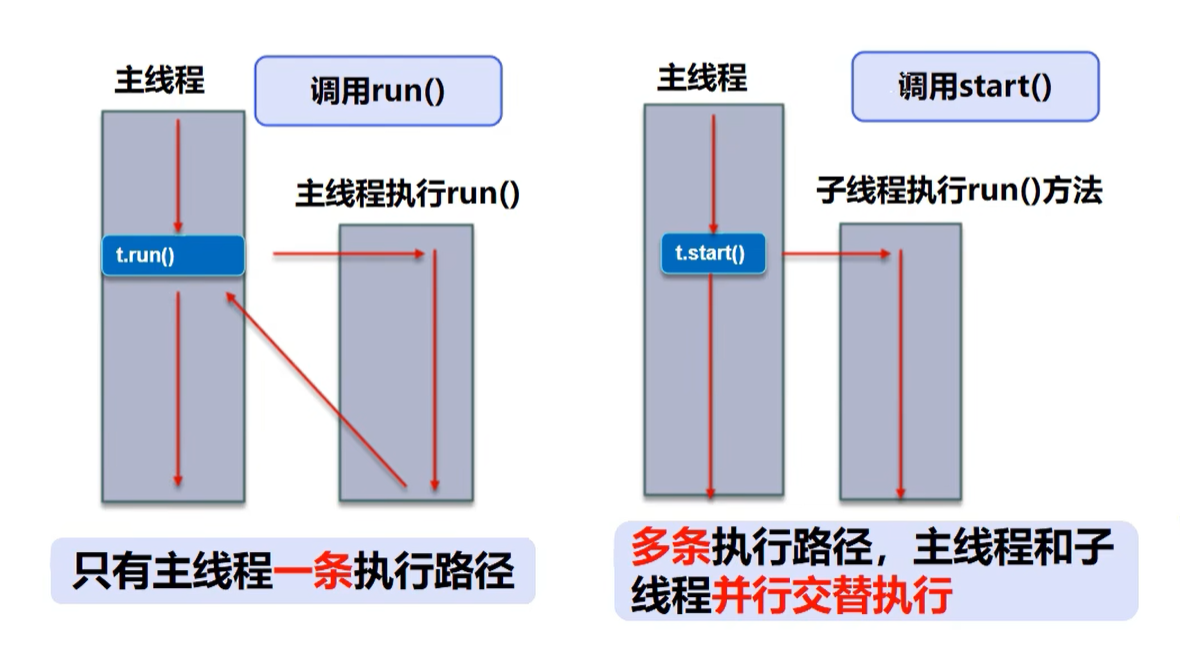 主线程
调用run()
主线程执行run()
t.run()
只有主线程一条执行路径
主线程
调用start()
子线程执行run()方法
t.start()
多条执行路径，主线程和子
线程并行交替执行